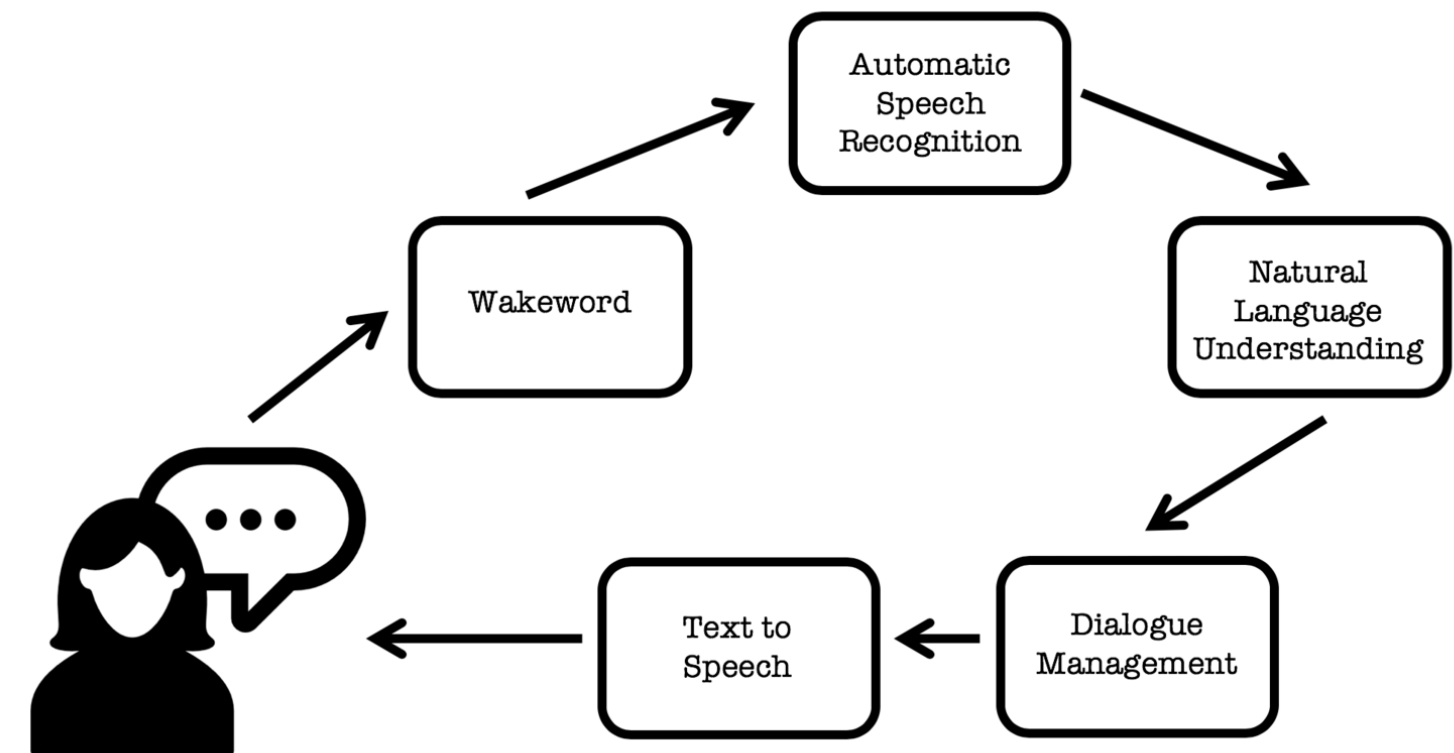 Automatic
Speech
Recognition
Wakeword
Natural
Language
Understanding
Text to
Speech
Dialogue
Management